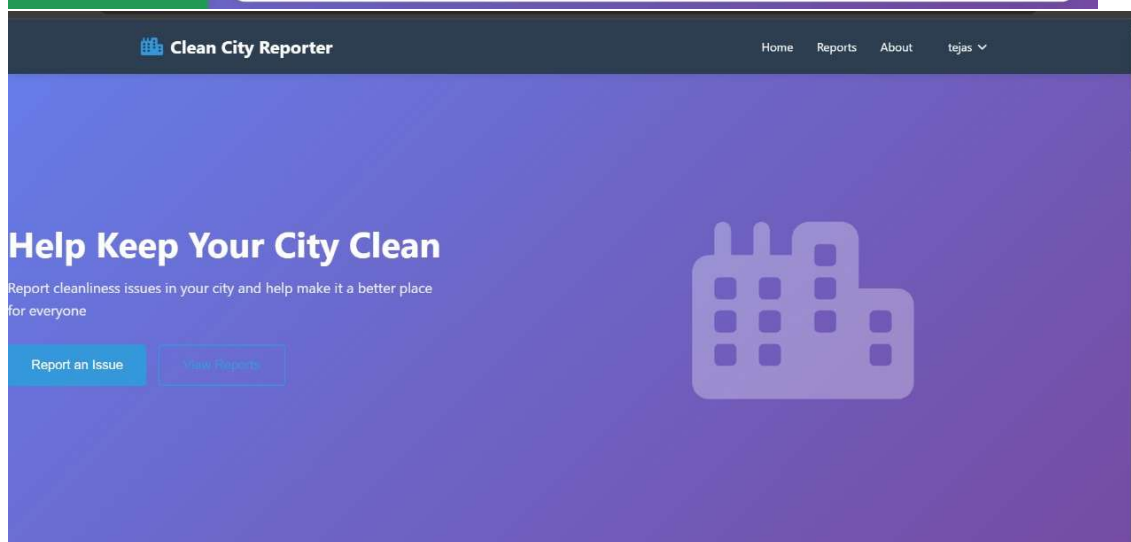 Clean City Reporter
Home Reports About tejas
Help Keep Your City Clean
Report cleanliness issues in your city and help make it a better place
for everyone
Report an Issue View Reports